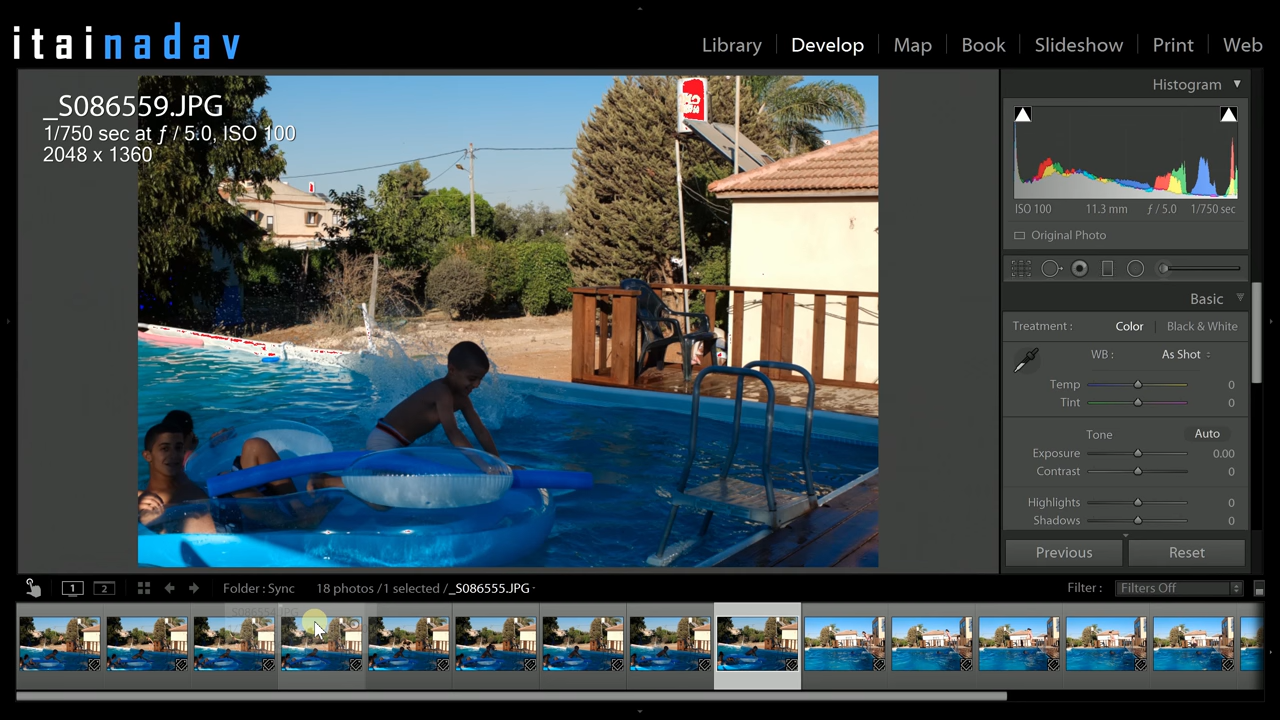 itainadav
Library Develop Map Book Slideshow Print Web
_S086559.JPG
1/750 sec at ƒ / 5.0, ISO 100
2048 x 1360
Histogram
ISO 100 11.3 mm ƒ / 5.0 1/750 sec
Original Photo
Basic
Treatment : Color Black & White
WB : As Shot
Temp 0
Tint 0
Tone Auto
Exposure 0.00
Contrast 0
Highlights 0
Shadows 0
Previous Reset
1 2 Folder : Sync 18 photos / 1 selected / _S086555.JPG Filter : Filters Off